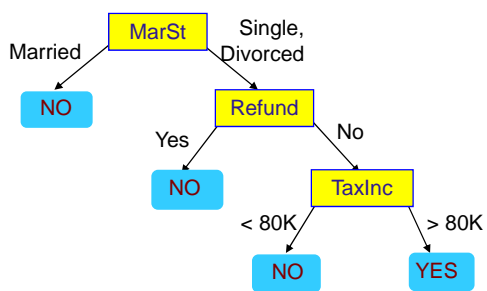 MarSt
Married
Single,
Divorced
NO
Refund
Yes
No
NO
TaxInc
< 80K
> 80K
NO
YES